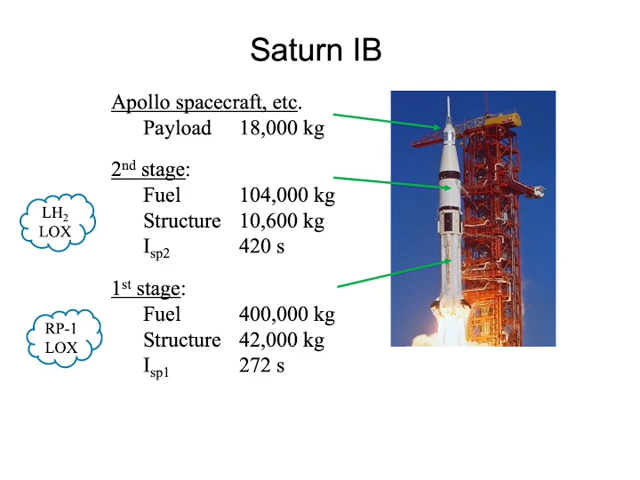 Saturn IB
Apollo spacecraft, etc.
Payload 18,000 kg
2nd stage:
Fuel 104,000 kg
Structure 10,600 kg
Isp2 420 s
LH2
LOX
1st stage:
Fuel 400,000 kg
Structure 42,000 kg
Isp1 272 s
RP-1
LOX